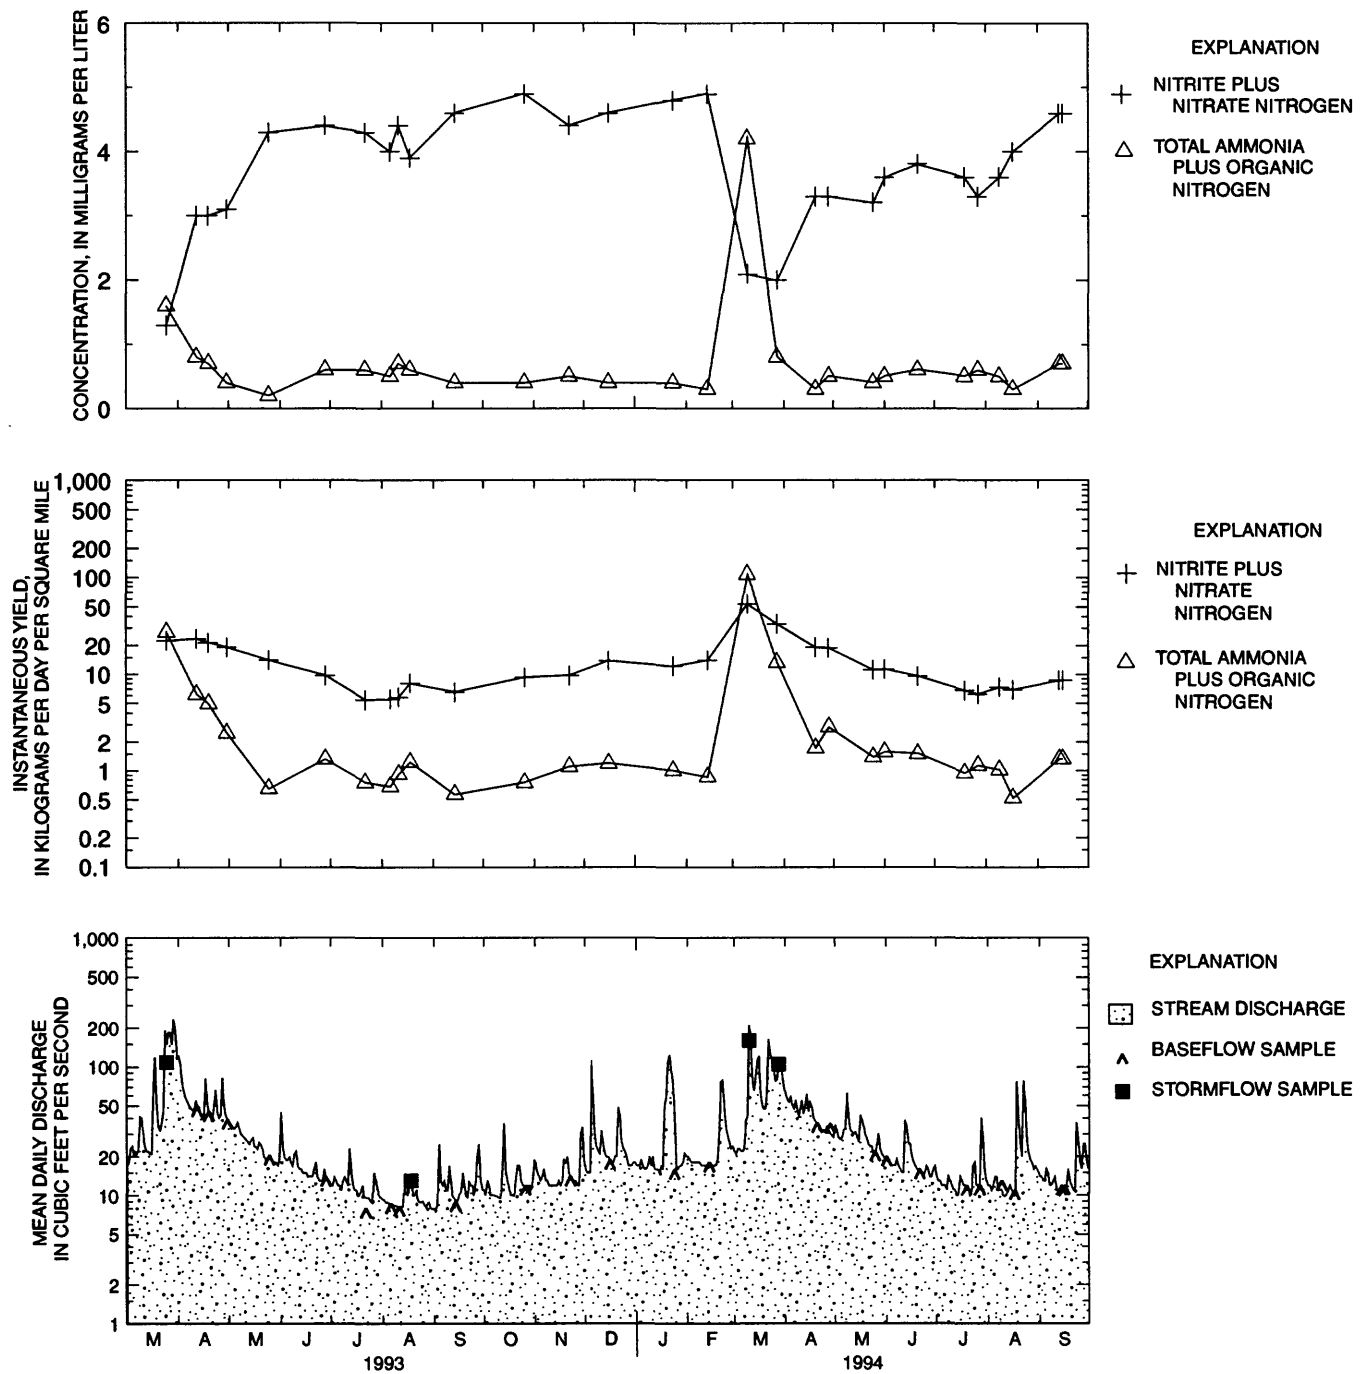 CONCENTRATION, IN MILLIGRAMS PER LITER
6
4
2
0
EXPLANATION
NITRITE PLUS
NITRATE NITROGEN
TOTAL AMMONIA
PLUS ORGANIC
NITROGEN
INSTANTANEOUS YIELD,
IN KILOGRAMS PER DAY PER SQUARE MILE
1,000
500
200
100
50
20
10
5
2
1
0.5
0.2
0.1
EXPLANATION
NITRITE PLUS
NITRATE
NITROGEN
TOTAL AMMONIA
PLUS ORGANIC
NITROGEN
MEAN DAILY DISCHARGE
IN CUBIC FEET PER SECOND
1,000
500
200
100
50
20
10
5
2
1
EXPLANATION
STREAM DISCHARGE
BASEFLOW SAMPLE
STORMFLOW SAMPLE
M A M J J A S O N D J F M A M J J A S
1993 1994